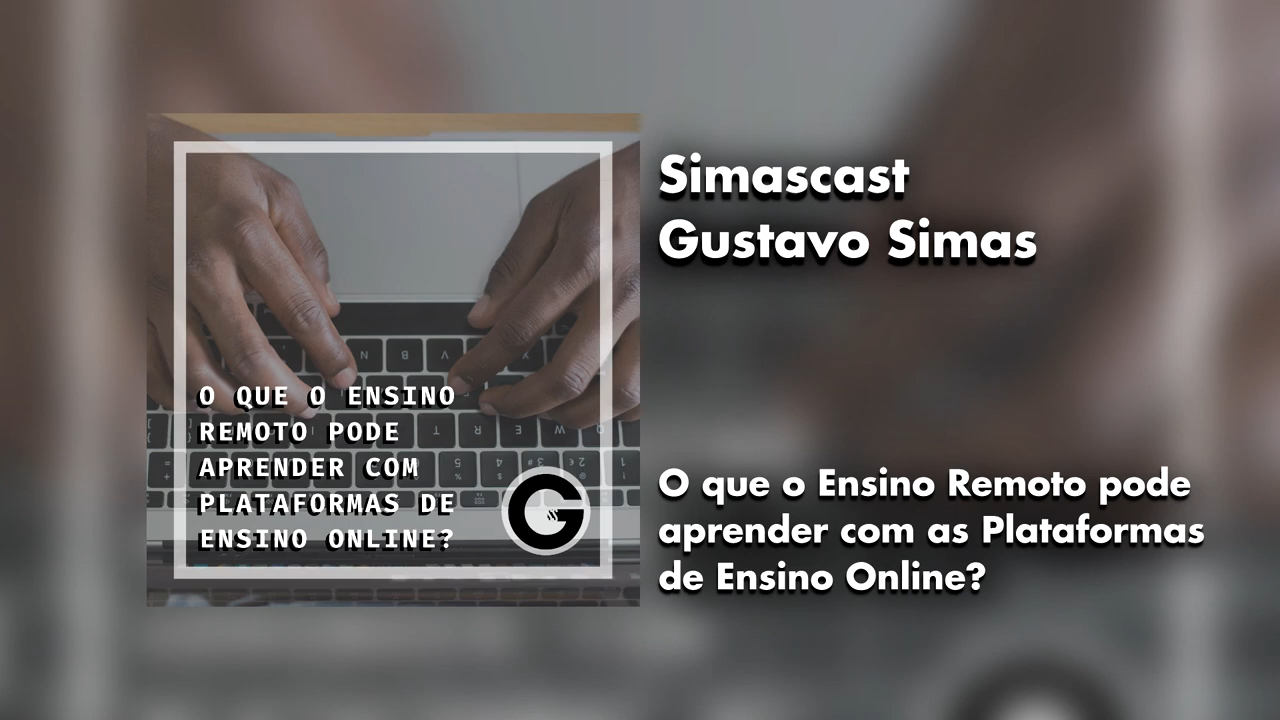 O QUE O ENSINO
REMOTO PODE
APRENDER COM
PLATAFORMAS DE
ENSINO ONLINE?
G
Simascast
Gustavo Simas
O que o Ensino Remoto pode
aprender com as Plataformas
de Ensino Online?